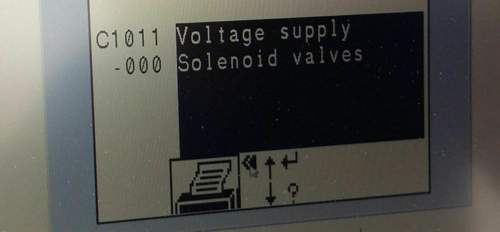 C1011 Voltage supply
-000 Solenoid valves
?